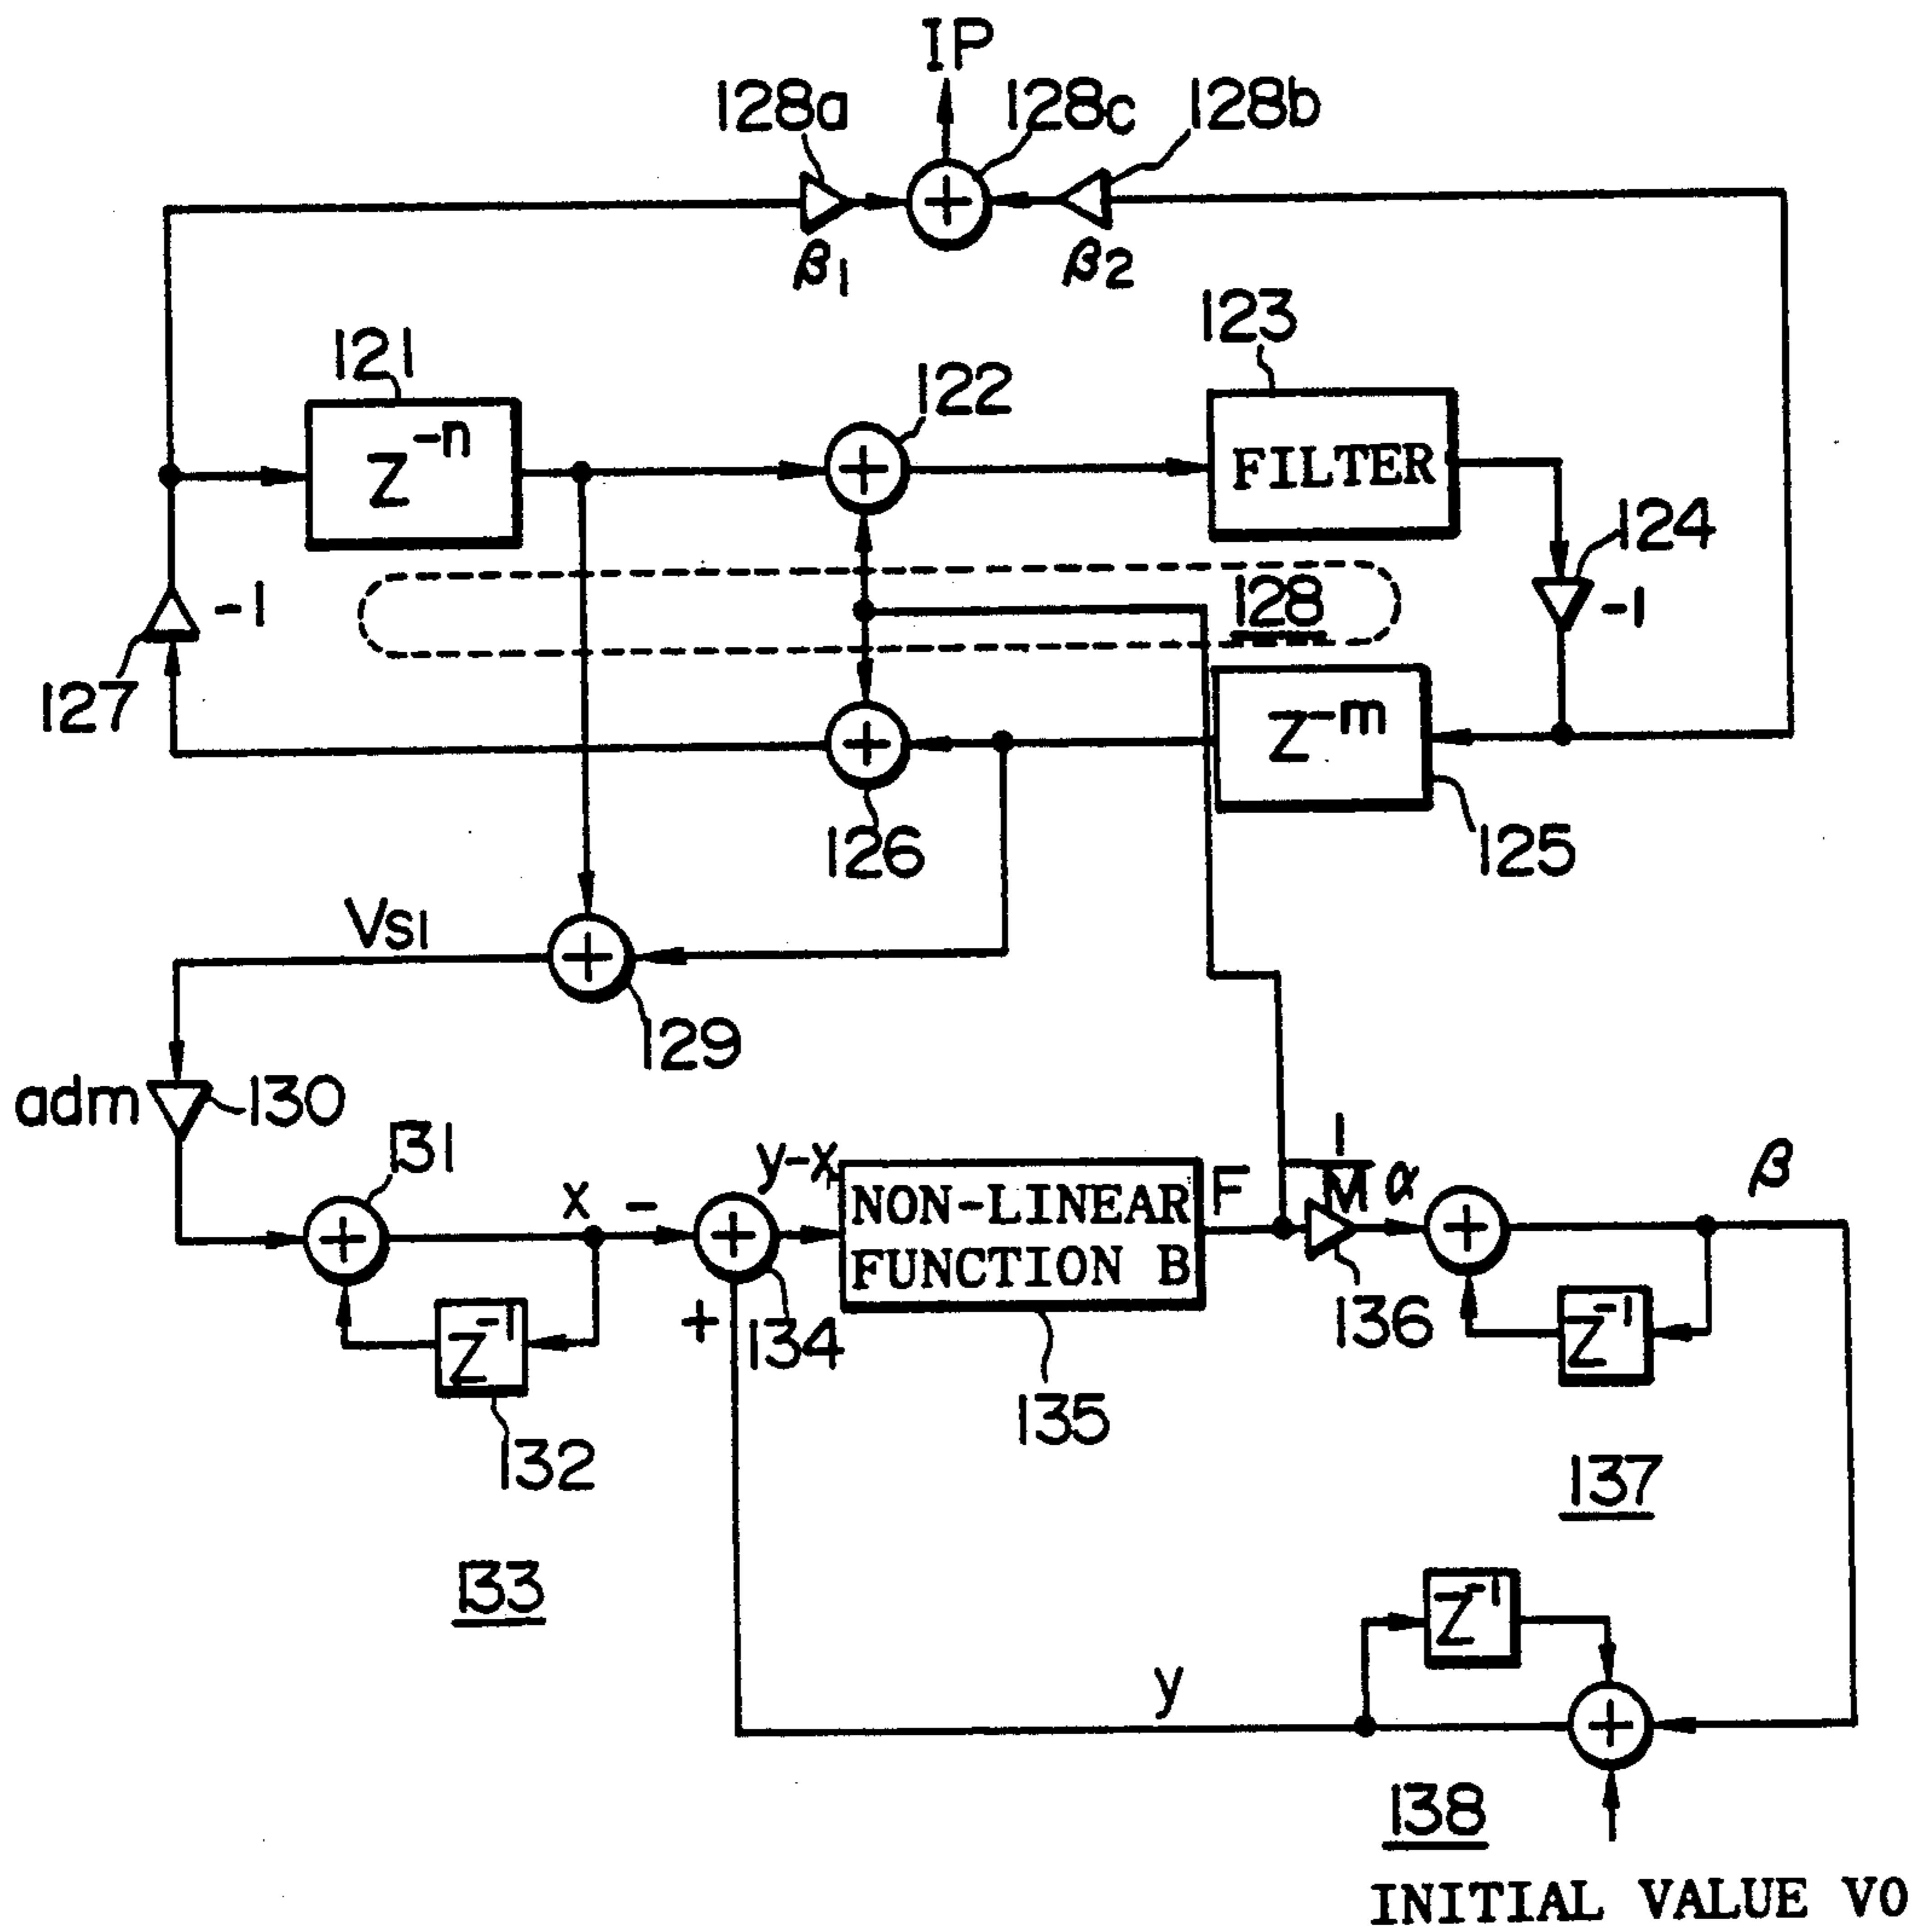 IP
128a
128c
128b
β1
β2
123
121
122
Z-n
FILTER
124
-1
-1
128
127
Z-m
126
125
Vs1
129
adm
130
131
1
M
α
β
x
-
y-x
NON-LINEAR
FUNCTION B
F
136
Z-1
+
134
Z-1
135
132
137
133
Z-1
y
138
INITIAL VALUE V0